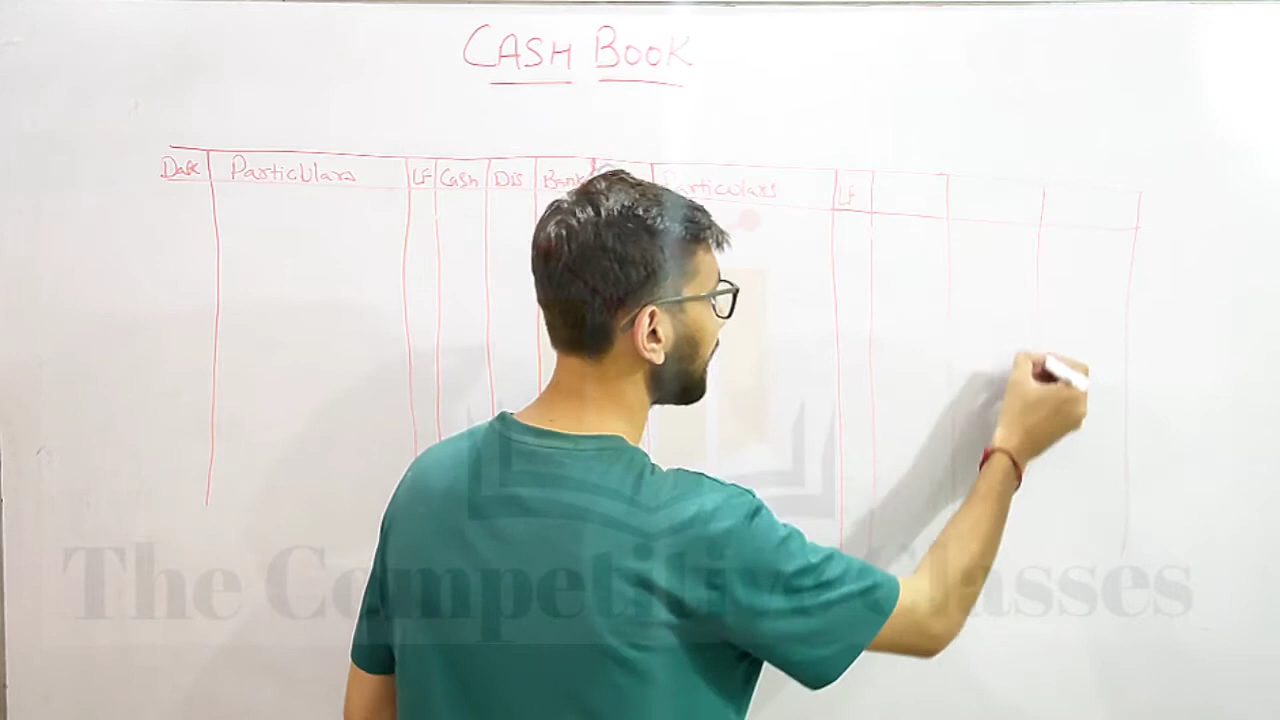 CASH BOOK
Date Particulars LF Cash Dis Bank Particulars LF
The Competitive Classes